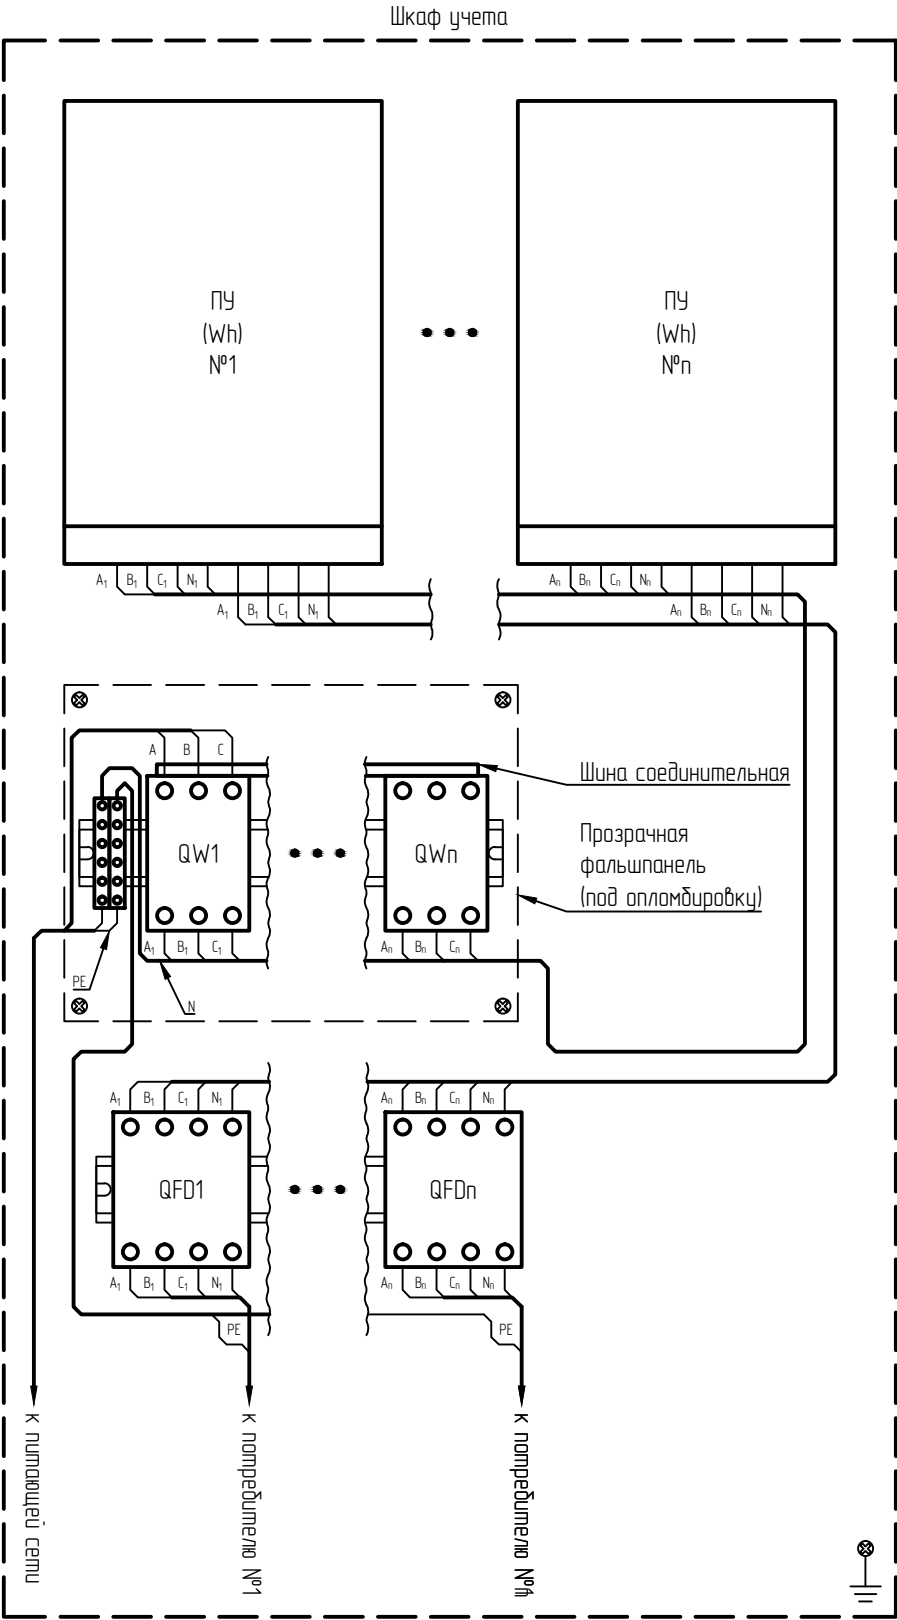 Шкаф учета
ПУ
(Wh)
№1
ПУ
(Wh)
№n
A1 B1 C1 N1
An Bn Cn Nn
A1 B1 C1 N1
An Bn Cn Nn
A B C
Шина соединительная
QW1
QWn
Прозрачная
фальшпанель
(под опломбировку)
A1 B1 C1
An Bn Cn
PE
N
A1 B1 C1 N1
An Bn Cn Nn
QFD1
QFDn
A1 B1 C1 N1
An Bn Cn Nn
PE
PE
К питающей сети
К потребителю №1
К потребителю